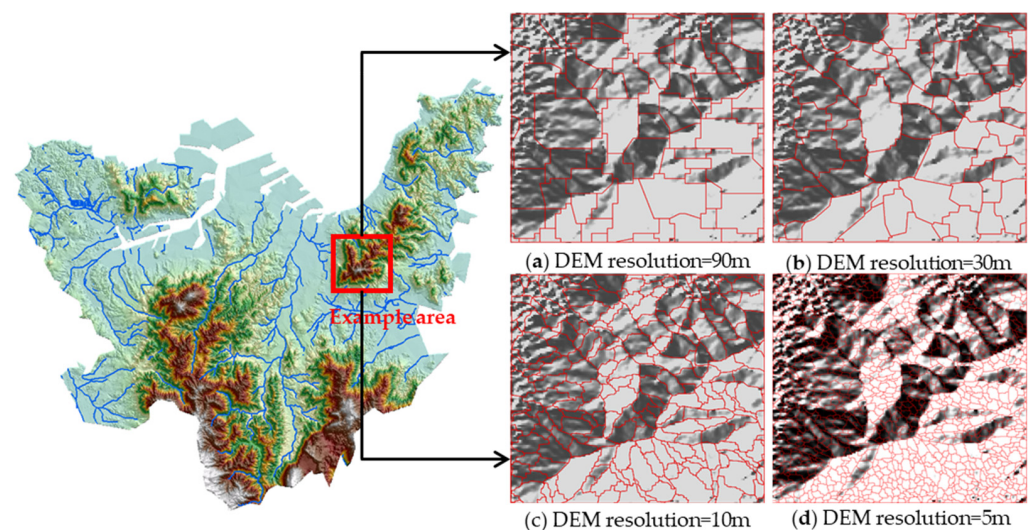 Example area
(a) DEM resolution=90m
(b) DEM resolution=30m
(c) DEM resolution=10m
(d) DEM resolution=5m